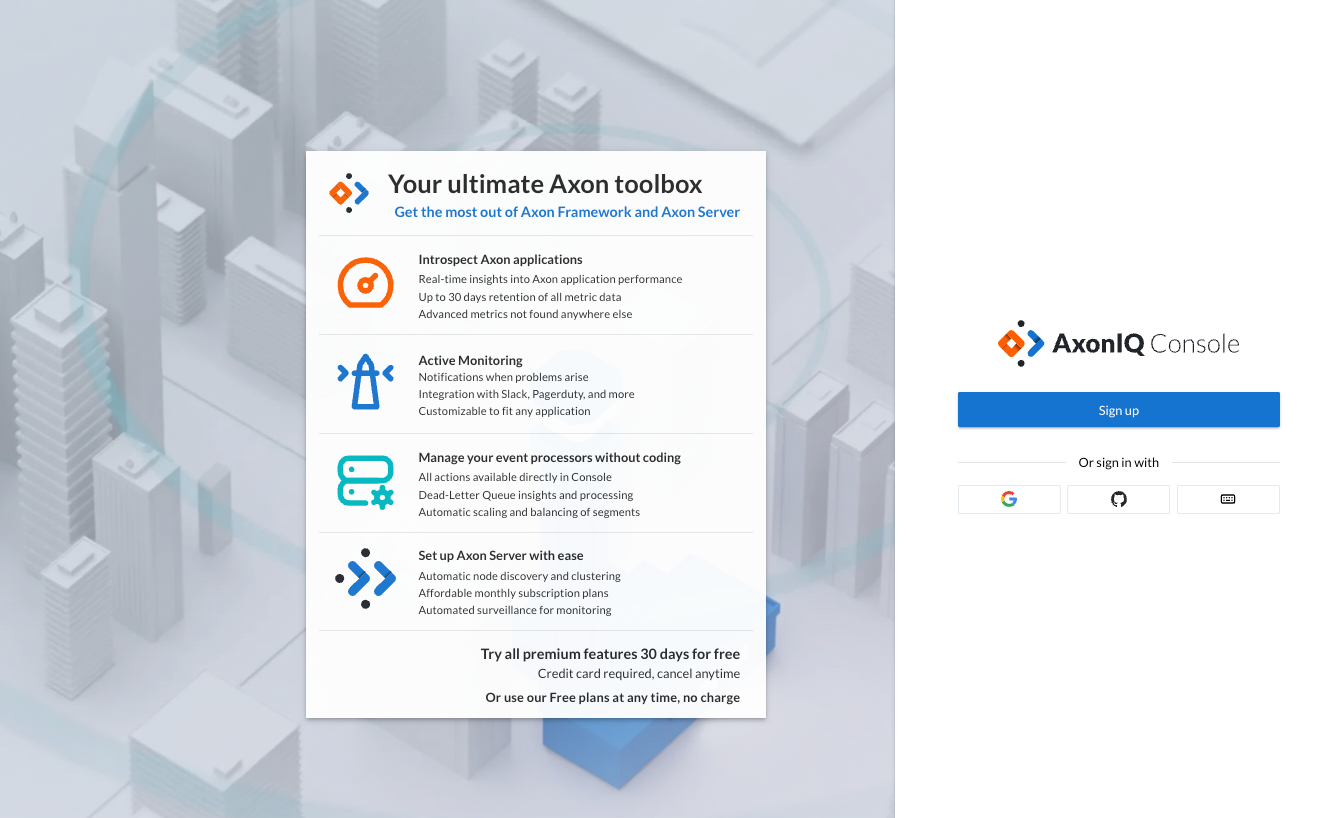 Your ultimate Axon toolbox
Get the most out of Axon Framework and Axon Server
Introspect Axon applications
Real-time insights into Axon application performance
Up to 30 days retention of all metric data
Advanced metrics not found anywhere else
Active Monitoring
Notifications when problems arise
Integration with Slack, Pagerduty, and more
Customizable to fit any application
Manage your event processors without coding
All actions available directly in Console
Dead-Letter Queue insights and processing
Automatic scaling and balancing of segments
Set up Axon Server with ease
Automatic node discovery and clustering
Affordable monthly subscription plans
Automated surveillance for monitoring
Try all premium features 30 days for free
Credit card required, cancel anytime
Or use our Free plans at any time, no charge
AxonIQ Console
Sign up
Or sign in with